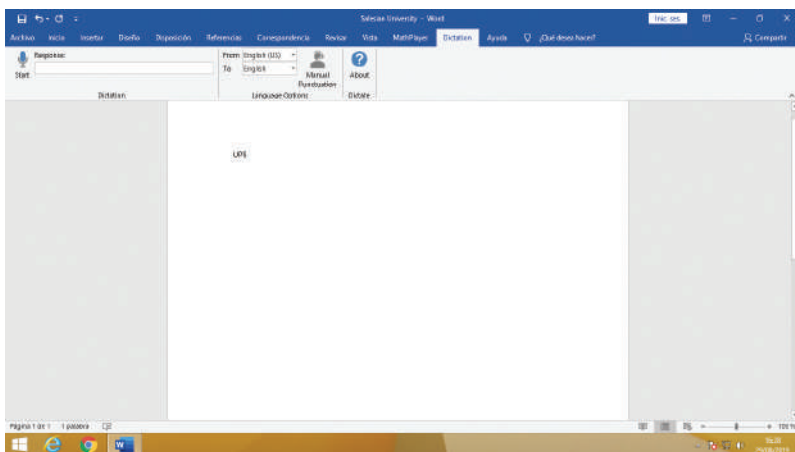 Salesian University - Word
Inic. ses.
Archivo Inicio Insertar Diseño Disposición Referencias Correspondencia Revisar Vista MathPlayer Dictation Ayuda ¿Qué desea hacer? Compartir
Start
Response:
From English (US)
To English
Manual Punctuation
About
Dictation
Language Options
Dictate
UPS
Página 1 de 1 1 palabra